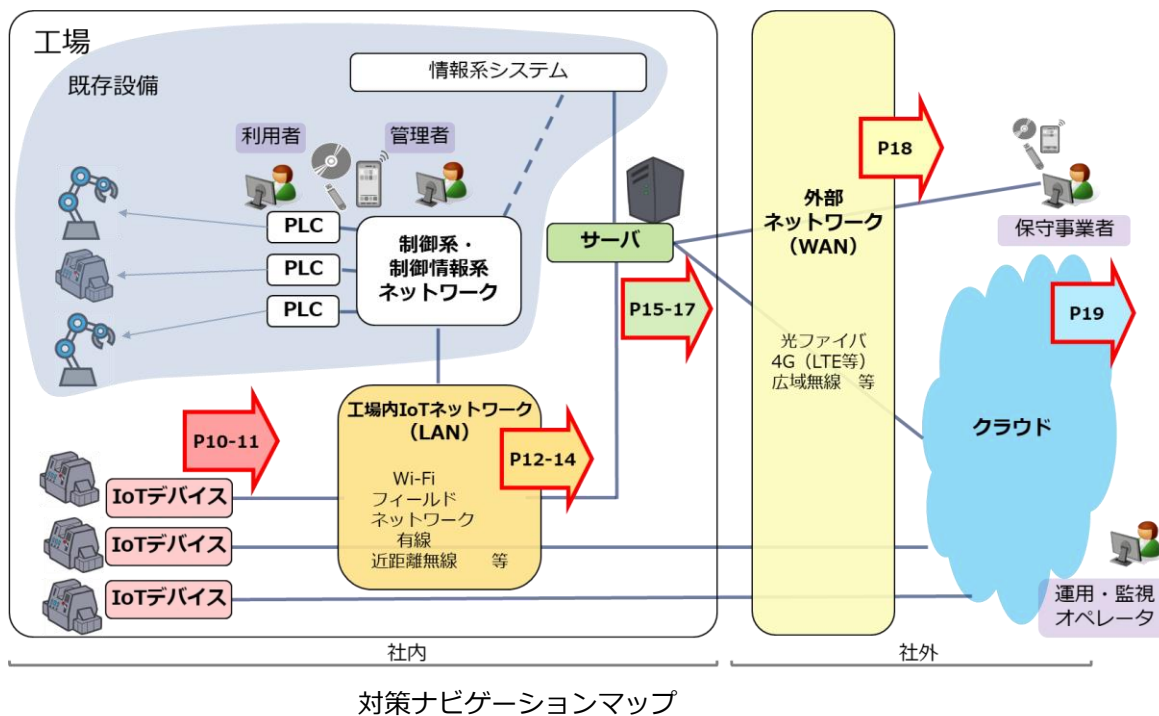 工場
既存設備
情報系システム
利用者
管理者
PLC
PLC
PLC
制御系・
制御情報系
ネットワーク
サーバ
P15-17
外部
ネットワーク
（WAN）
光ファイバ
4G（LTE等）
広域無線　等
P18
保守事業者
P19
クラウド
運用・監視
オペレータ
P10-11
工場内IoTネットワーク
（LAN）
Wi-Fi
フィールド
ネットワーク
有線
近距離無線　　等
P12-14
IoTデバイス
IoTデバイス
IoTデバイス
社内
社外
対策ナビゲーションマップ